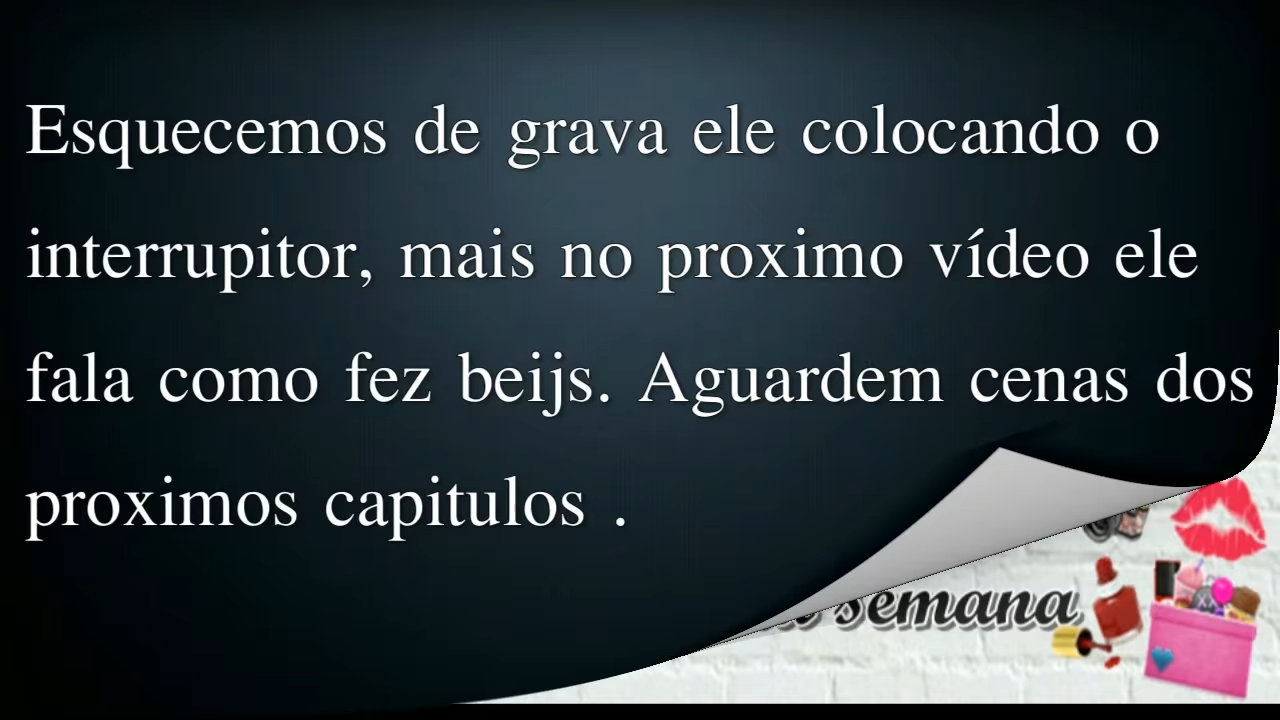 Esquecemos de grava ele colocando o
interrupitor, mais no proximo vídeo ele
fala como fez beijs. Aguardem cenas dos
proximos capitulos .
semana